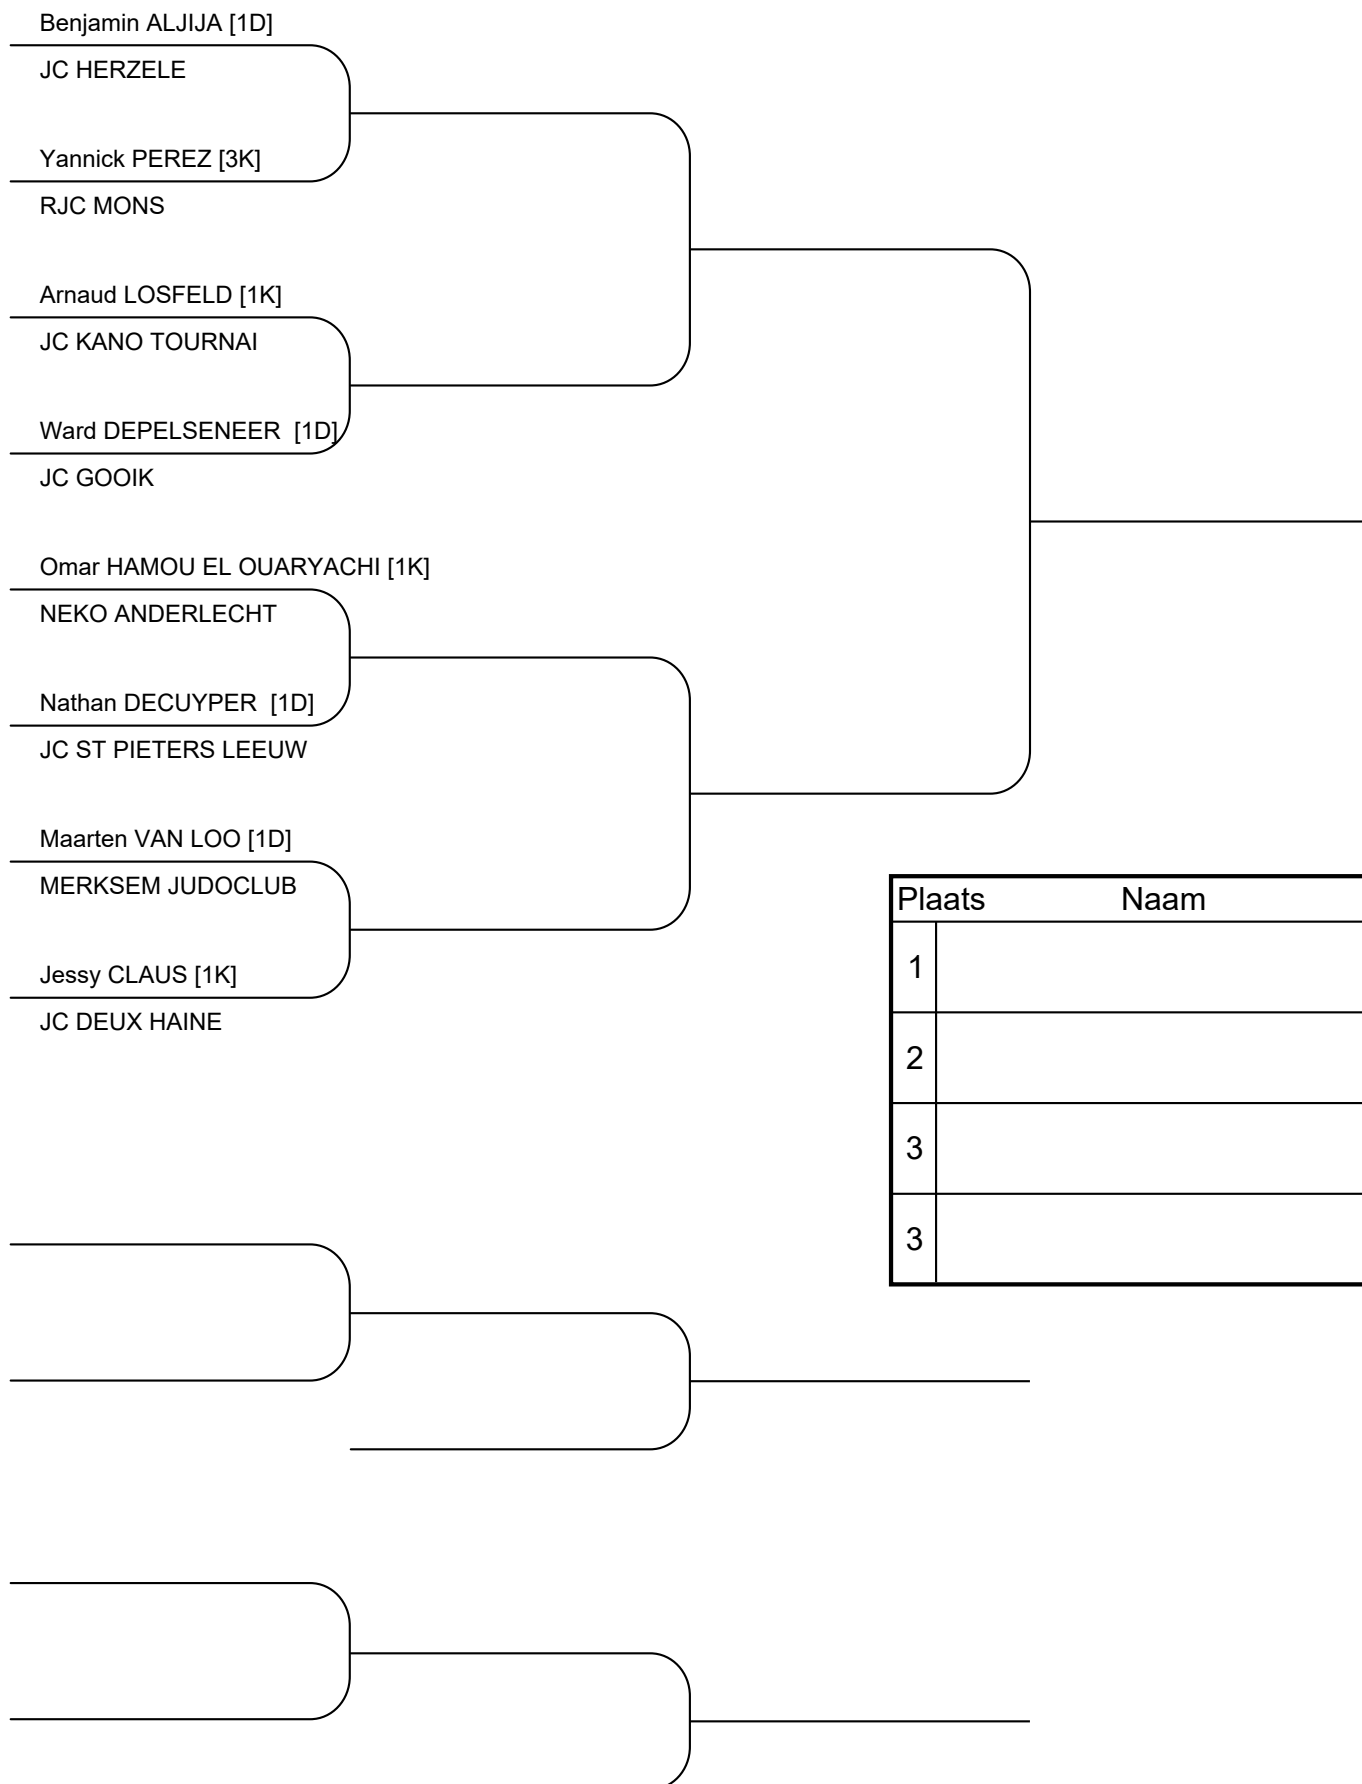 Benjamin ALJIJA [1D]
JC HERZELE
Yannick PEREZ [3K]
RJC MONS
Arnaud LOSFELD [1K]
JC KANO TOURNAI
Ward DEPELSENEER  [1D]
JC GOOIK
Omar HAMOU EL OUARYACHI [1K]
NEKO ANDERLECHT
Nathan DECUYPER  [1D]
JC ST PIETERS LEEUW
Maarten VAN LOO [1D]
MERKSEM JUDOCLUB
Jessy CLAUS [1K]
JC DEUX HAINE
Plaats Naam
1
2
3
3